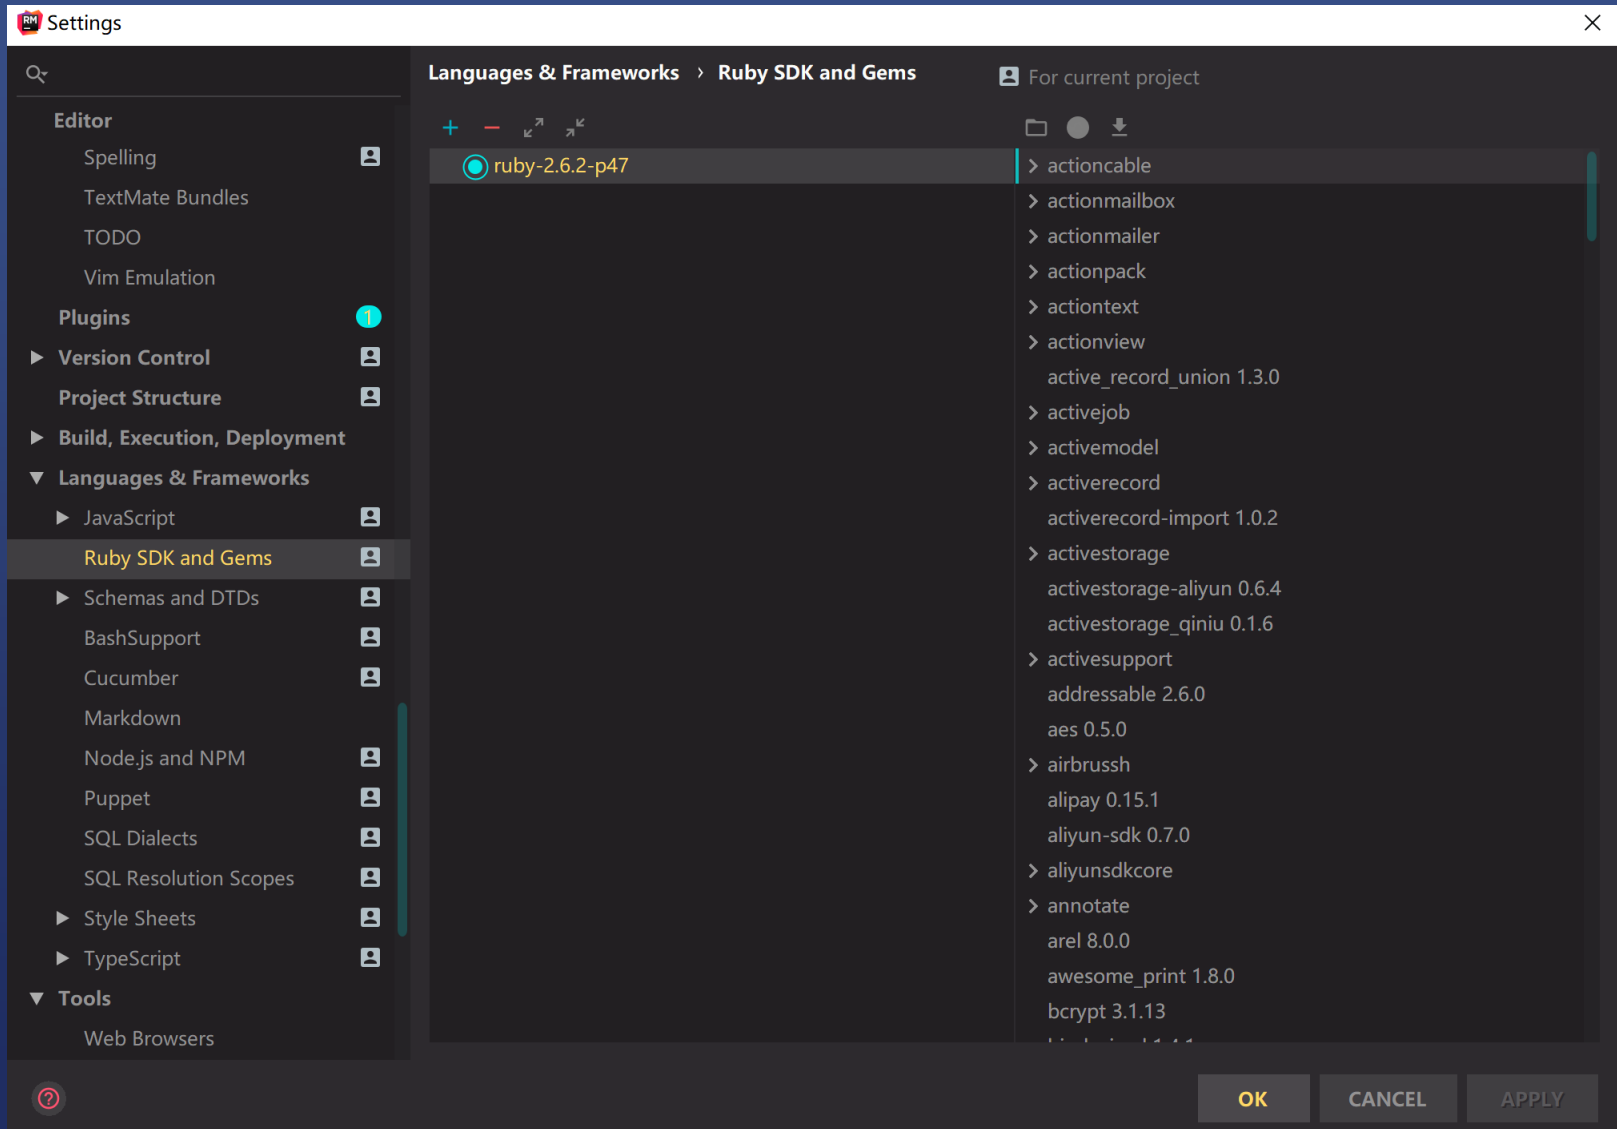 RM Settings
Languages & Frameworks › Ruby SDK and Gems
For current project
Editor
Spelling
TextMate Bundles
TODO
Vim Emulation
Plugins 1
Version Control
Project Structure
Build, Execution, Deployment
Languages & Frameworks
JavaScript
Ruby SDK and Gems
Schemas and DTDs
BashSupport
Cucumber
Markdown
Node.js and NPM
Puppet
SQL Dialects
SQL Resolution Scopes
Style Sheets
TypeScript
Tools
Web Browsers
ruby-2.6.2-p47
actioncable
actionmailbox
actionmailer
actionpack
actiontext
actionview
active_record_union 1.3.0
activejob
activemodel
activerecord
activerecord-import 1.0.2
activestorage
activestorage-aliyun 0.6.4
activestorage_qiniu 0.1.6
activesupport
addressable 2.6.0
aes 0.5.0
airbrussh
alipay 0.15.1
aliyun-sdk 0.7.0
aliyunsdkcore
annotate
arel 8.0.0
awesome_print 1.8.0
bcrypt 3.1.13
?
OK
CANCEL
APPLY